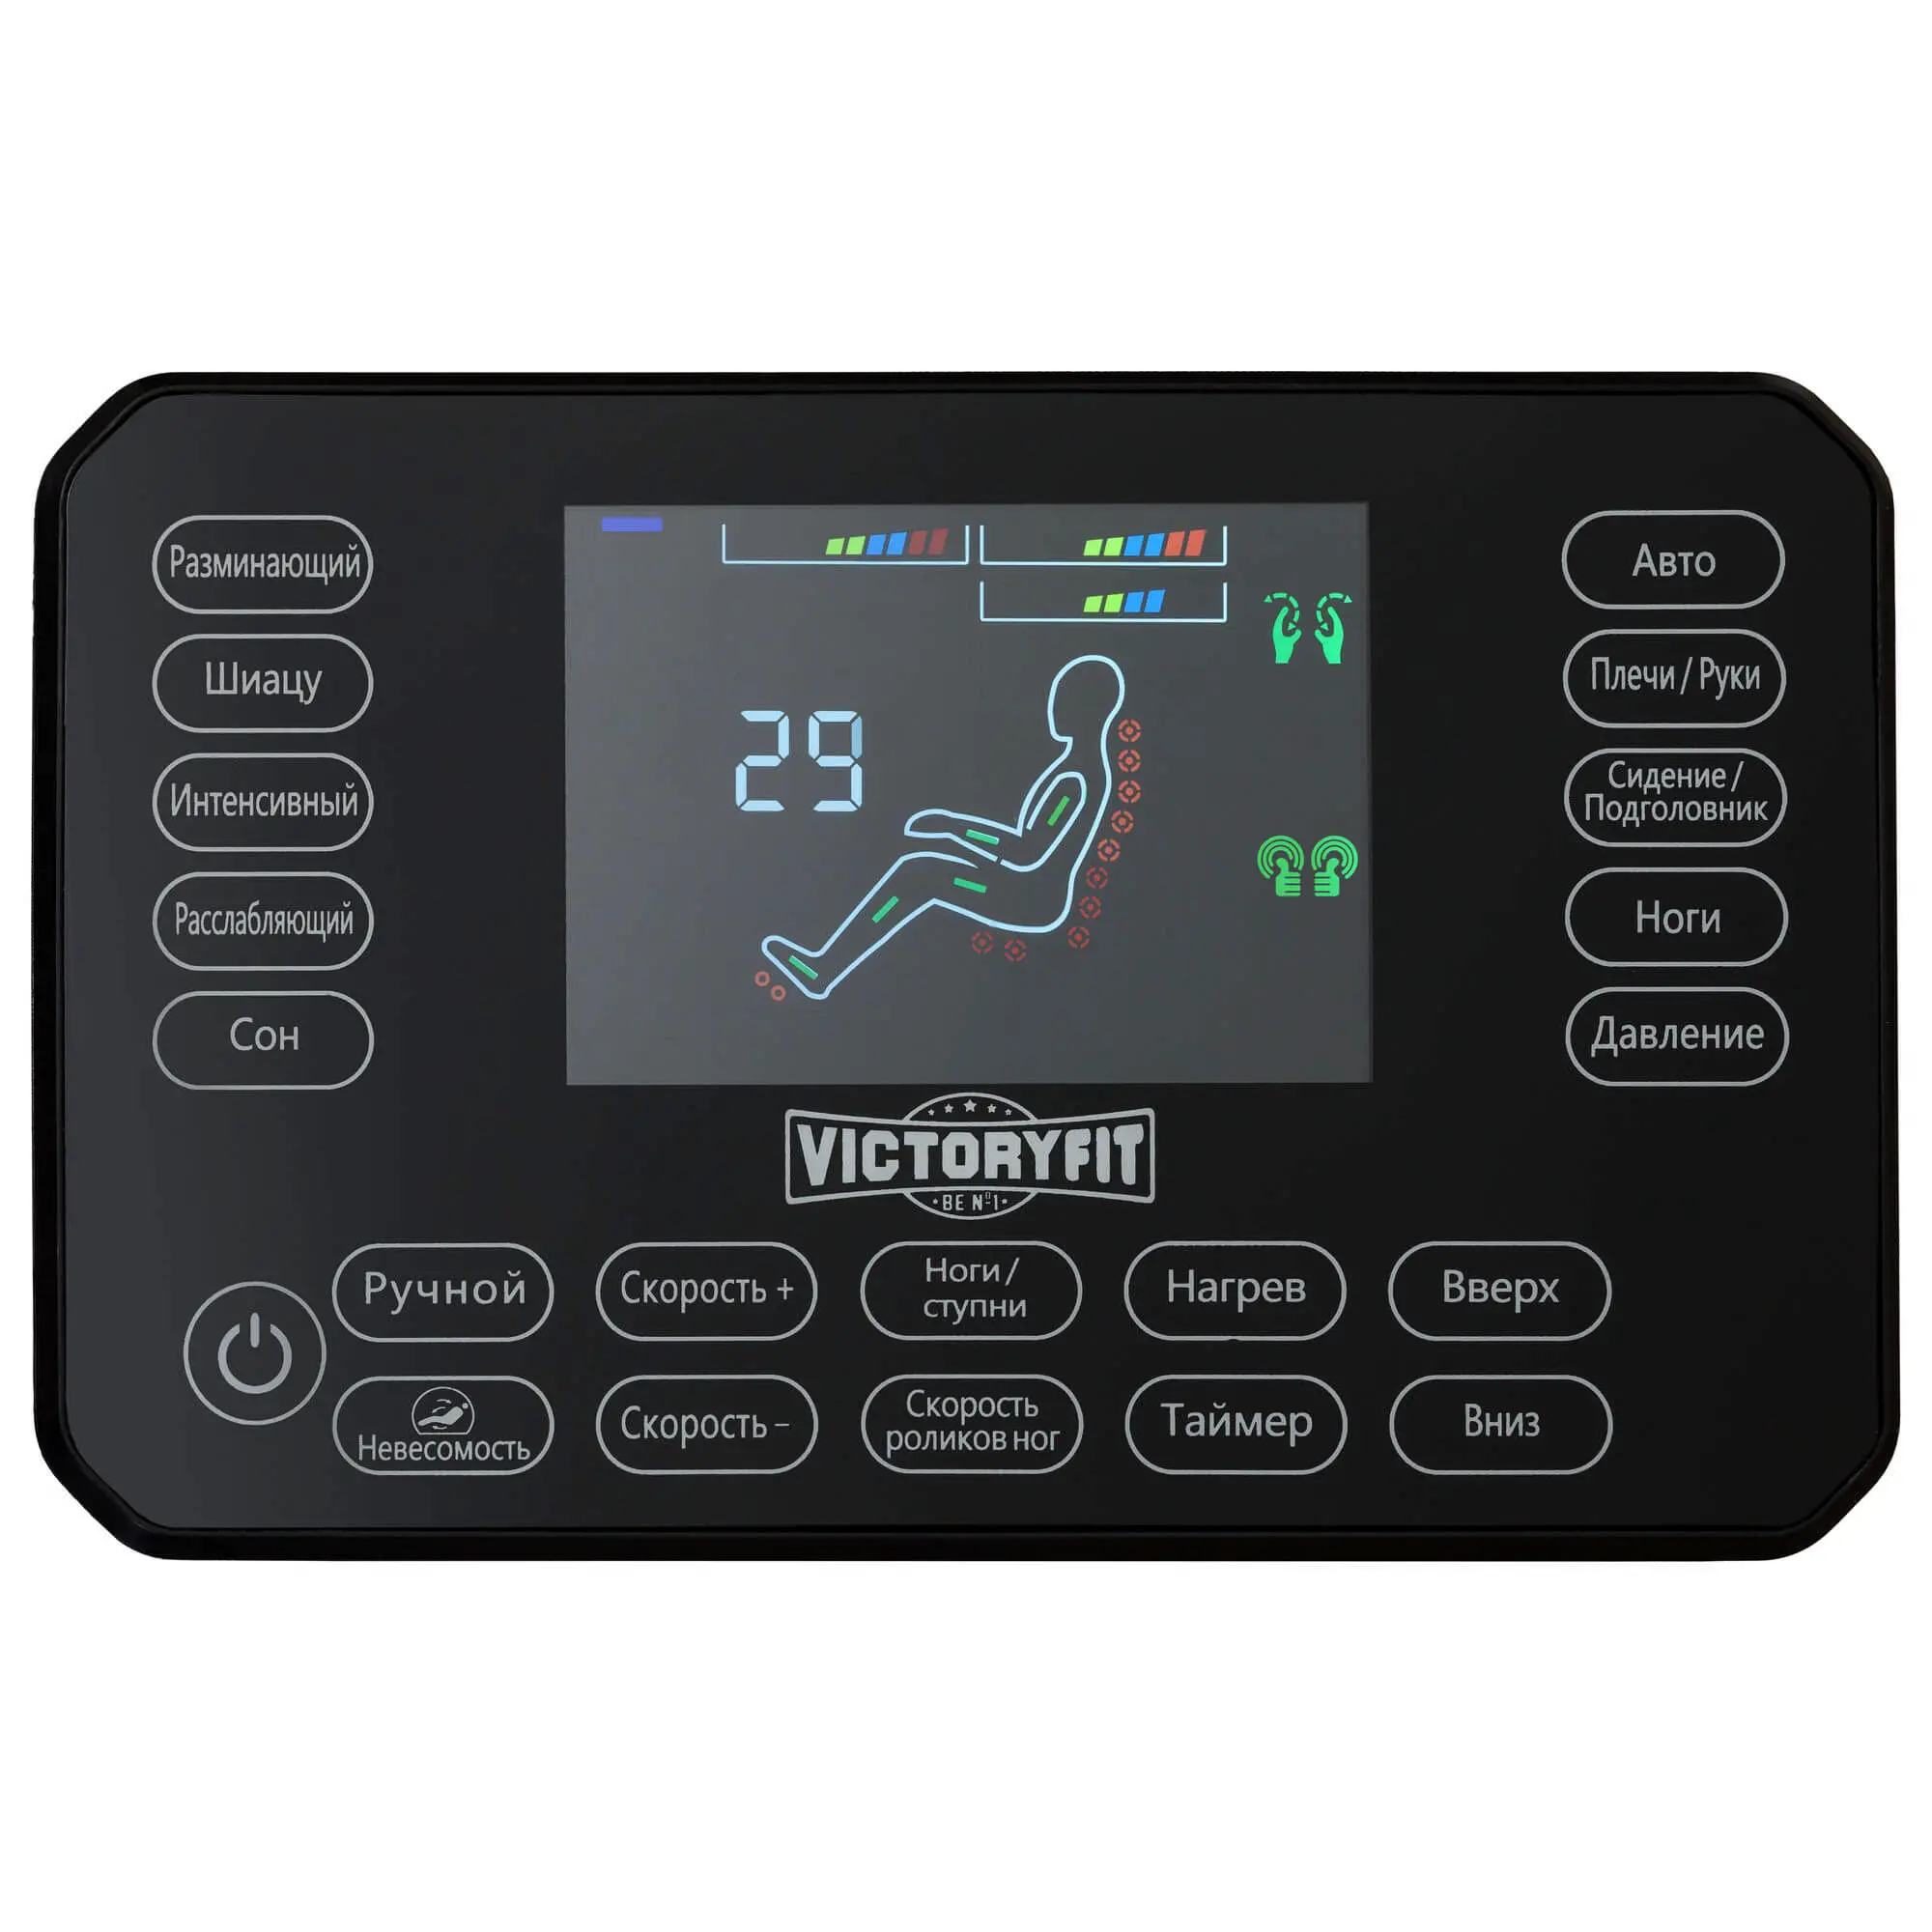 Разминающий
Шиацу
Интенсивный
Расслабляющий
Сон
29
Авто
Плечи / Руки
Сидение /
Подголовник
Ноги
Давление
VICTORYFIT
•BE Nº1•
Ручной
Скорость +
Ноги /
ступни
Нагрев
Вверх
Невесомость
Скорость –
Скорость
роликов ног
Таймер
Вниз